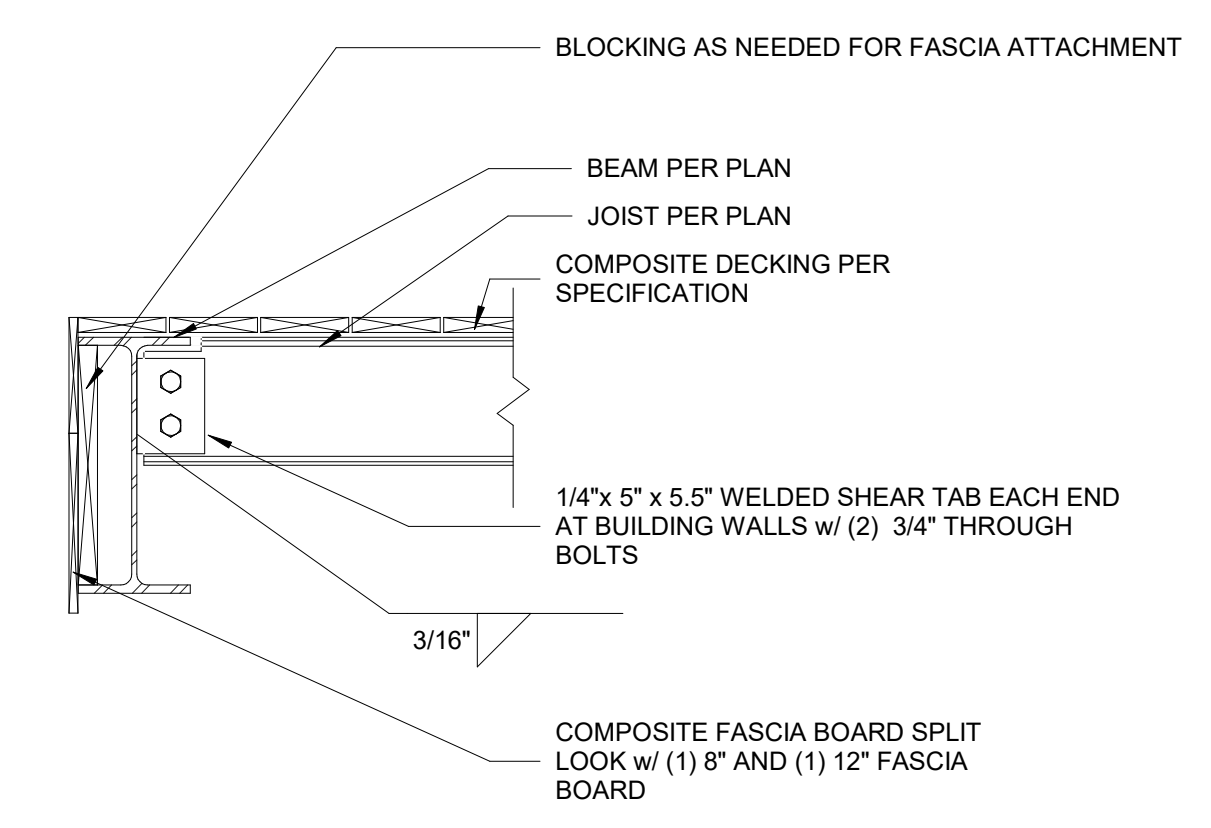 BLOCKING AS NEEDED FOR FASCIA ATTACHMENT
BEAM PER PLAN
JOIST PER PLAN
COMPOSITE DECKING PER
SPECIFICATION
1/4"x 5" x 5.5" WELDED SHEAR TAB EACH END
AT BUILDING WALLS w/ (2) 3/4" THROUGH
BOLTS
3/16"
COMPOSITE FASCIA BOARD SPLIT
LOOK w/ (1) 8" AND (1) 12" FASCIA
BOARD